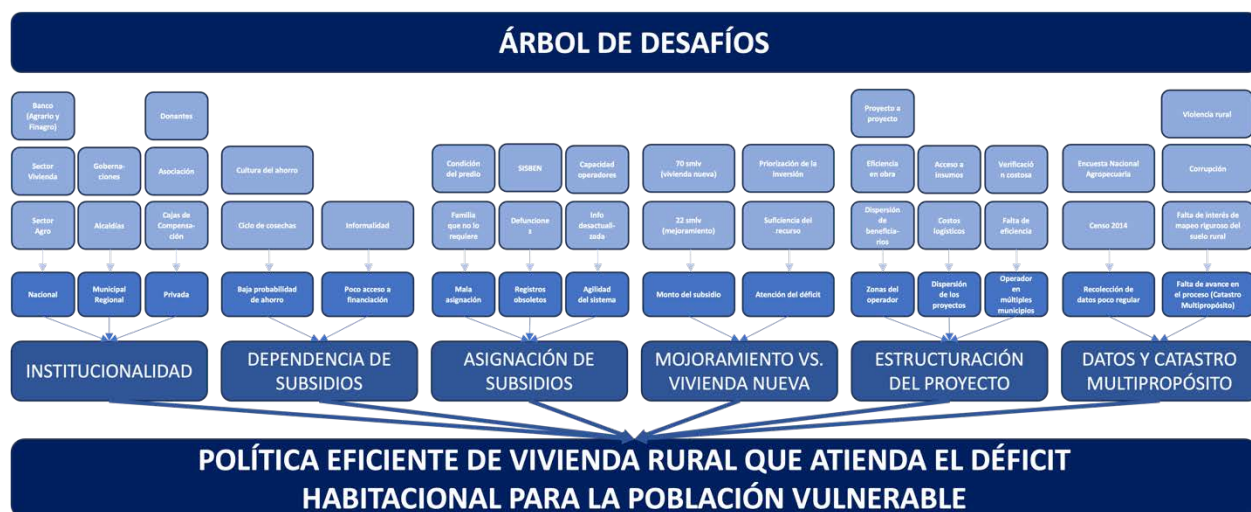 ÁRBOL DE DESAFÍOS
Banco
(Agrario y
Finagro)
Donantes
Proyecto a
proyecto
Violencia rural
Sector
Vivienda
Goberna-
ciones
Asociación
Cultura del ahorro
Condición
del predio
SISBEN
Capacidad
operadores
70 smlv
(vivienda nueva)
Priorización de la
inversión
Eficiencia
en obra
Acceso a
insumos
Verificació
n costosa
Encuesta Nacional
Agropecuaria
Corrupción
Sector
Agro
Alcaldías
Cajas de
Compensa-
ción
Ciclo de cosechas
Informalidad
Familia
que no lo
requiere
Defuncione
s
Info
desactuali-
zada
22 smlv
(mejoramiento)
Suficiencia del
recurso
Dispersión
de
beneficia-
rios
Costos
logísticos
Falta de
eficiencia
Censo 2014
Falta de interés de
mapeo riguroso del
suelo rural
Nacional
Municipal
Regional
Privada
Baja probabilidad
de ahorro
Poco acceso a
financiación
Mala
asignación
Registros
obsoletos
Agilidad
del sistema
Monto del subsidio
Atención del déficit
Zonas del
operador
Dispersión
de los
proyectos
Operador
en
múltiples
municipios
Recolección de
datos poco regular
Falta de avance en
el proceso (Catastro
Multipropósito)
INSTITUCIONALIDAD
DEPENDENCIA DE
SUBSIDIOS
ASIGNACIÓN DE
SUBSIDIOS
MOJORAMIENTO VS.
VIVIENDA NUEVA
ESTRUCTURACIÓN
DEL PROYECTO
DATOS Y CATASTRO
MULTIPROPÓSITO
POLÍTICA EFICIENTE DE VIVIENDA RURAL QUE ATIENDA EL DÉFICIT
HABITACIONAL PARA LA POBLACIÓN VULNERABLE